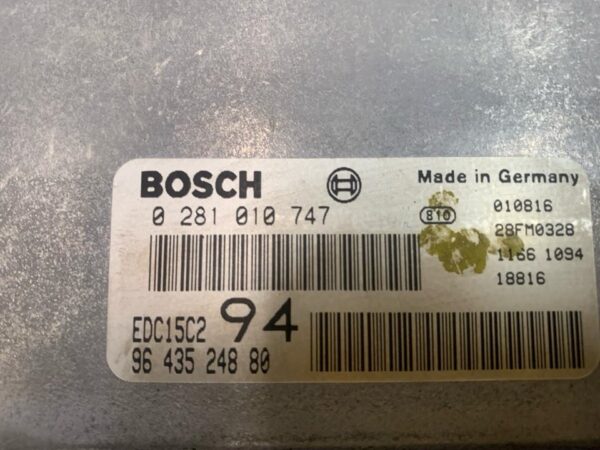 BOSCH
Made in Germany
0 281 010 747
810
010816
28FM0328
1166 1094
18816
EDC15C2
94
96 435 248 80